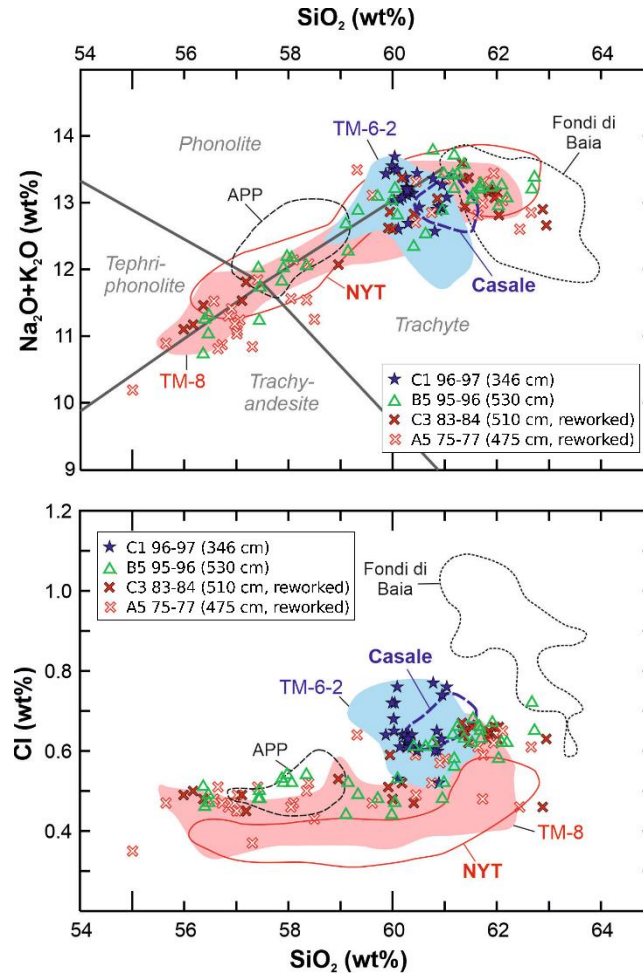 SiO2 (wt%)
54 56 58 60 62 64
Na2O+K2O (wt%)
14
13
12
11
10
9
Phonolite
TM-6-2
Fondi di
Baia
APP
Tephri-
phonolite
NYT
Casale
Trachyte
TM-8
Trachy-
andesite
C1 96-97 (346 cm)
B5 95-96 (530 cm)
C3 83-84 (510 cm, reworked)
A5 75-77 (475 cm, reworked)
Cl (wt%)
1.2
1.0
0.8
0.6
0.4
C1 96-97 (346 cm)
B5 95-96 (530 cm)
C3 83-84 (510 cm, reworked)
A5 75-77 (475 cm, reworked)
Fondi di
Baia
Casale
TM-6-2
APP
TM-8
NYT
54 56 58 60 62 64
SiO2 (wt%)